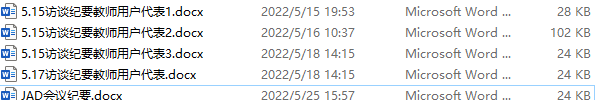 5.15访谈纪要教师用户代表1.docx 2022/5/15 19:53 Microsoft Word ... 28 KB
5.15访谈纪要教师用户代表2.docx 2022/5/16 10:37 Microsoft Word ... 102 KB
5.15访谈纪要教师用户代表3.docx 2022/5/18 14:15 Microsoft Word ... 24 KB
5.17访谈纪要教师用户代表.docx 2022/5/18 14:15 Microsoft Word ... 24 KB
JAD会议纪要.docx 2022/5/25 15:57 Microsoft Word ... 24 KB